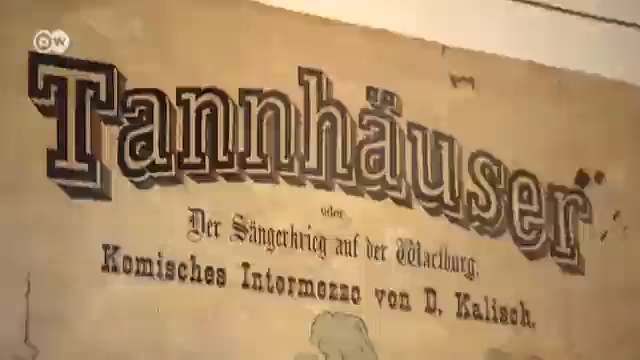 DW
Tannhäuser
oder
Der Sängerkrieg auf der Wartburg.
Komisches Intermezzo von D. Kalisch.